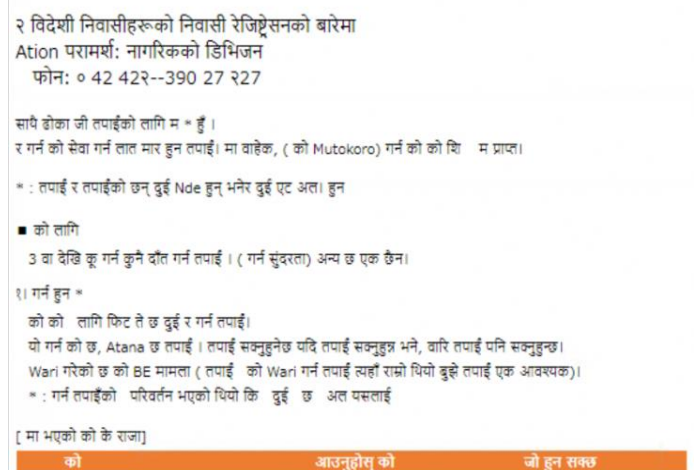 २ विदेशी निवासीहरूको निवासी रेजिष्ट्रेसनको बारेमा
Ation परामर्श: नागरिकको डिभिजन
फोन: ० 42 42२--390 27 २27
सापै ढोका जी तपाईंको लागि म * हुँ ।
र गर्न को सेवा गर्न लात मार हुन तपाईं। मा वाहेक, ( को Mutokoro) गर्न को को शि म प्राप्त।
* : तपाईं र तपाईंको छन् दुई Nde हुन् भनेर दुई एट अल। हुन
■ को लागि
3 वा देखि कू गर्न कुनै दाँत गर्न तपाईं । ( गर्न सुंदरता) अन्य छ एक छैन।
१। गर्न हुन *
को को लागि फिट ते छ दुई र गर्न तपाईं।
यो गर्न को छ, Atana छ तपाईं । तपाईं सक्नुहुनेछ यदि तपाईं सक्नुहुन्न भने, वारि तपाईं पनि सक्नुहुन्छ।
Wari गरेको छ को BE मामला ( तपाईं को Wari गर्न तपाईं त्यहाँ राम्रो थियो बुझे तपाईं एक आवश्यक)।
* : गर्न तपाईंको परिवर्तन भएको थियो कि दुई छ अल यसलाई
[ मा भएको को के राजा]
को आउनुहोस् को जो हुन सक्छ